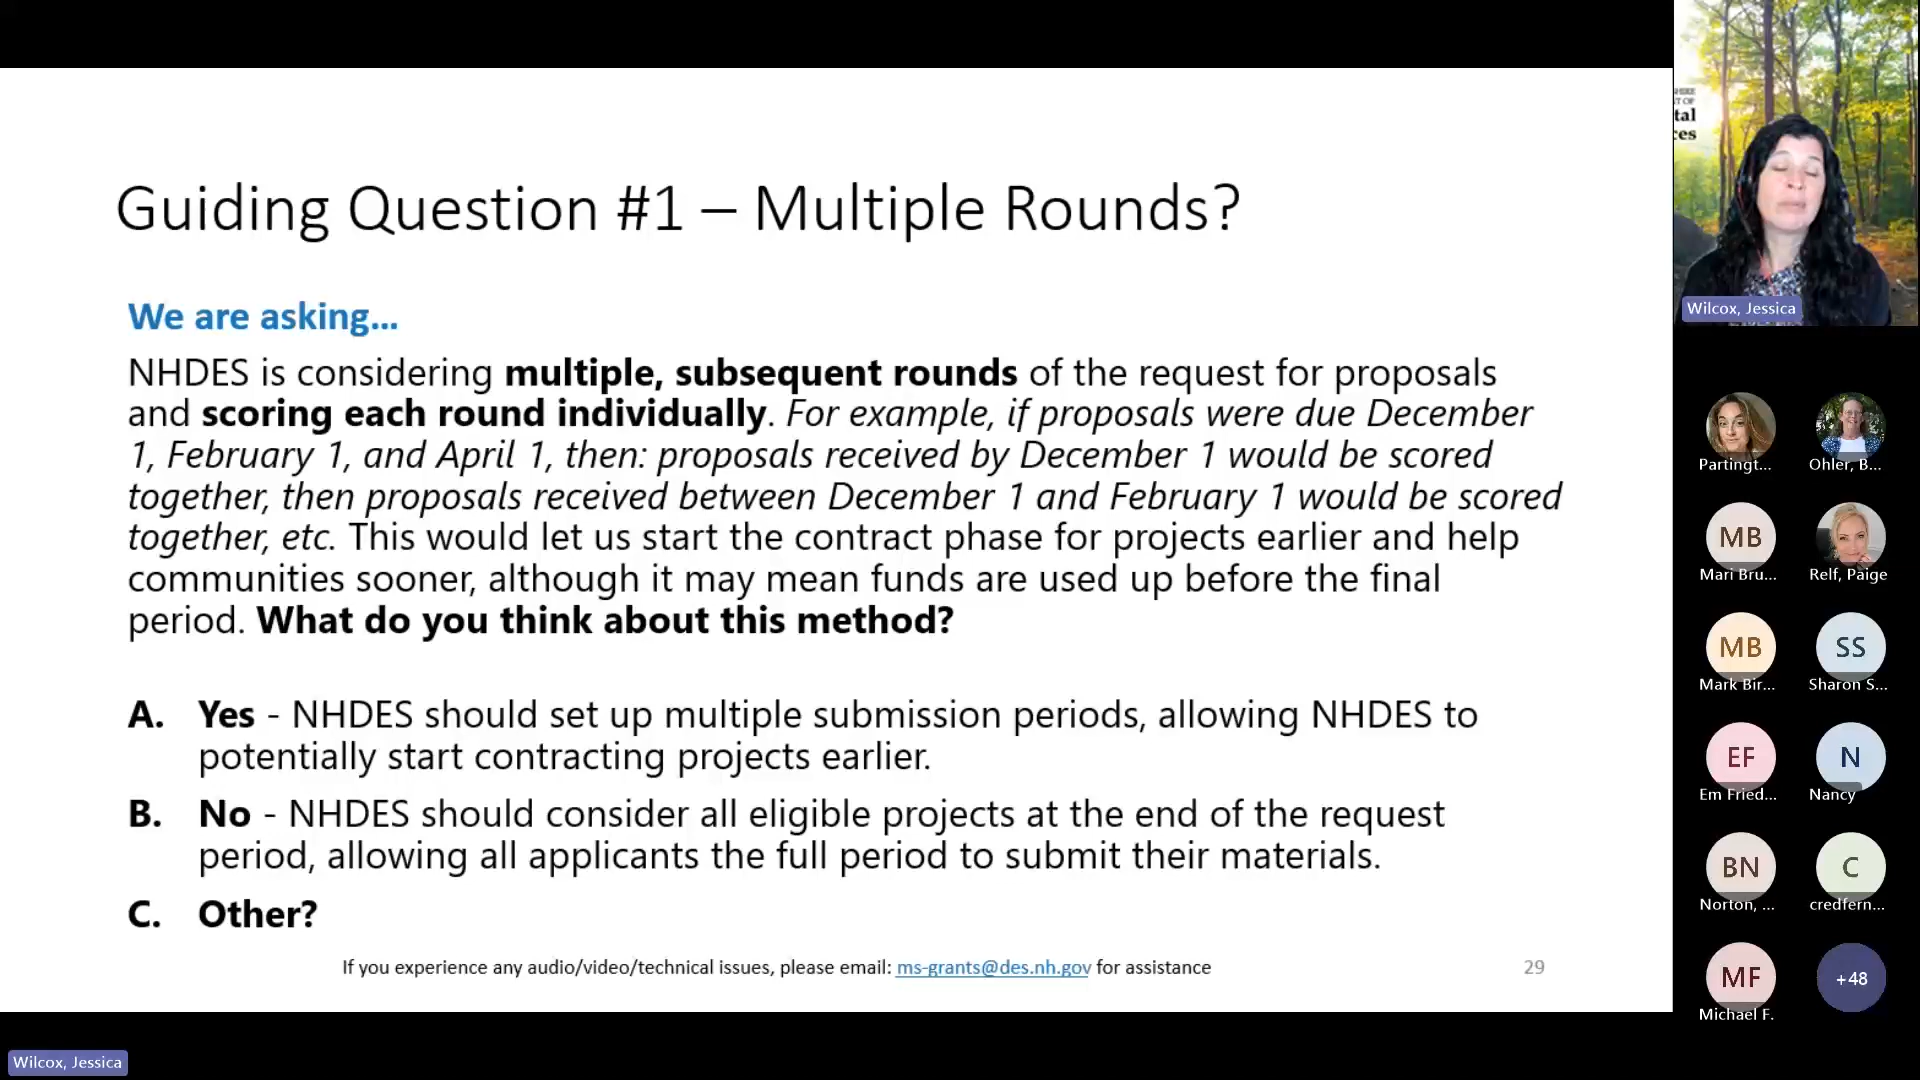 Guiding Question #1 – Multiple Rounds?
We are asking...
NHDES is considering multiple, subsequent rounds of the request for proposals
and scoring each round individually. For example, if proposals were due December
1, February 1, and April 1, then: proposals received by December 1 would be scored
together, then proposals received between December 1 and February 1 would be scored
together, etc. This would let us start the contract phase for projects earlier and help
communities sooner, although it may mean funds are used up before the final
period. What do you think about this method?
A. Yes - NHDES should set up multiple submission periods, allowing NHDES to
potentially start contracting projects earlier.
B. No - NHDES should consider all eligible projects at the end of the request
period, allowing all applicants the full period to submit their materials.
C. Other?
If you experience any audio/video/technical issues, please email: ms-grants@des.nh.gov for assistance
29
Wilcox, Jessica
Partingt...
Ohler, B...
MB
Mari Bru...
Relf, Paige
MB
Mark Bir...
SS
Sharon S...
EF
Em Fried...
N
Nancy
BN
Norton, ...
C
credfern...
MF
Michael F.
+48
Wilcox, Jessica